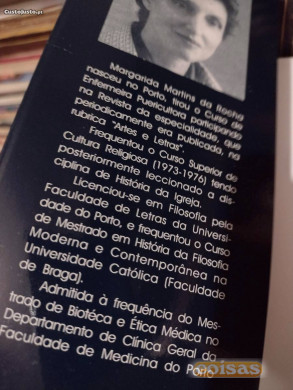 CustoJusto.pt
Margarida Martins da Rocha
nasceu no Porto, tirou o Curso de
Enfermeira Puericultora participando
na Revista da especialidade, que
periodicamente era publicada, na
rubrica "Artes e Letras".
Frequentou o Curso Superior de
Cultura Religiosa (1973-1976) tendo
posteriormente leccionado a dis-
ciplina de História da Igreja.
Licenciou-se em Filosofia pela
Faculdade de Letras da Universi-
dade do Porto, e frequentou o Curso
de Mestrado em História da Filosofia
Moderna e Contemporânea na
Universidade Católica (Faculdade
de Braga).
Admitida à frequência do Mes-
trado de Biotéca e Ética Médica no
Departamento de Clínica Geral da
Faculdade de Medicina do Porto
coisas